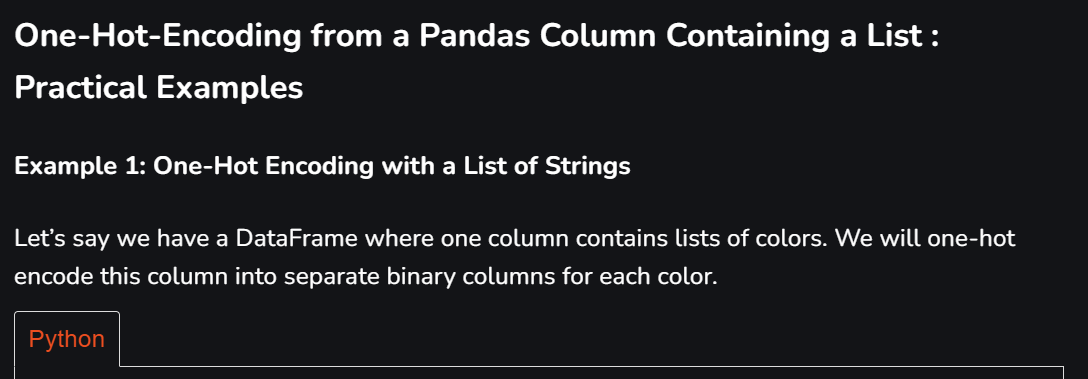 One-Hot-Encoding from a Pandas Column Containing a List :
Practical Examples
Example 1: One-Hot Encoding with a List of Strings
Let’s say we have a DataFrame where one column contains lists of colors. We will one-hot
encode this column into separate binary columns for each color.
Python